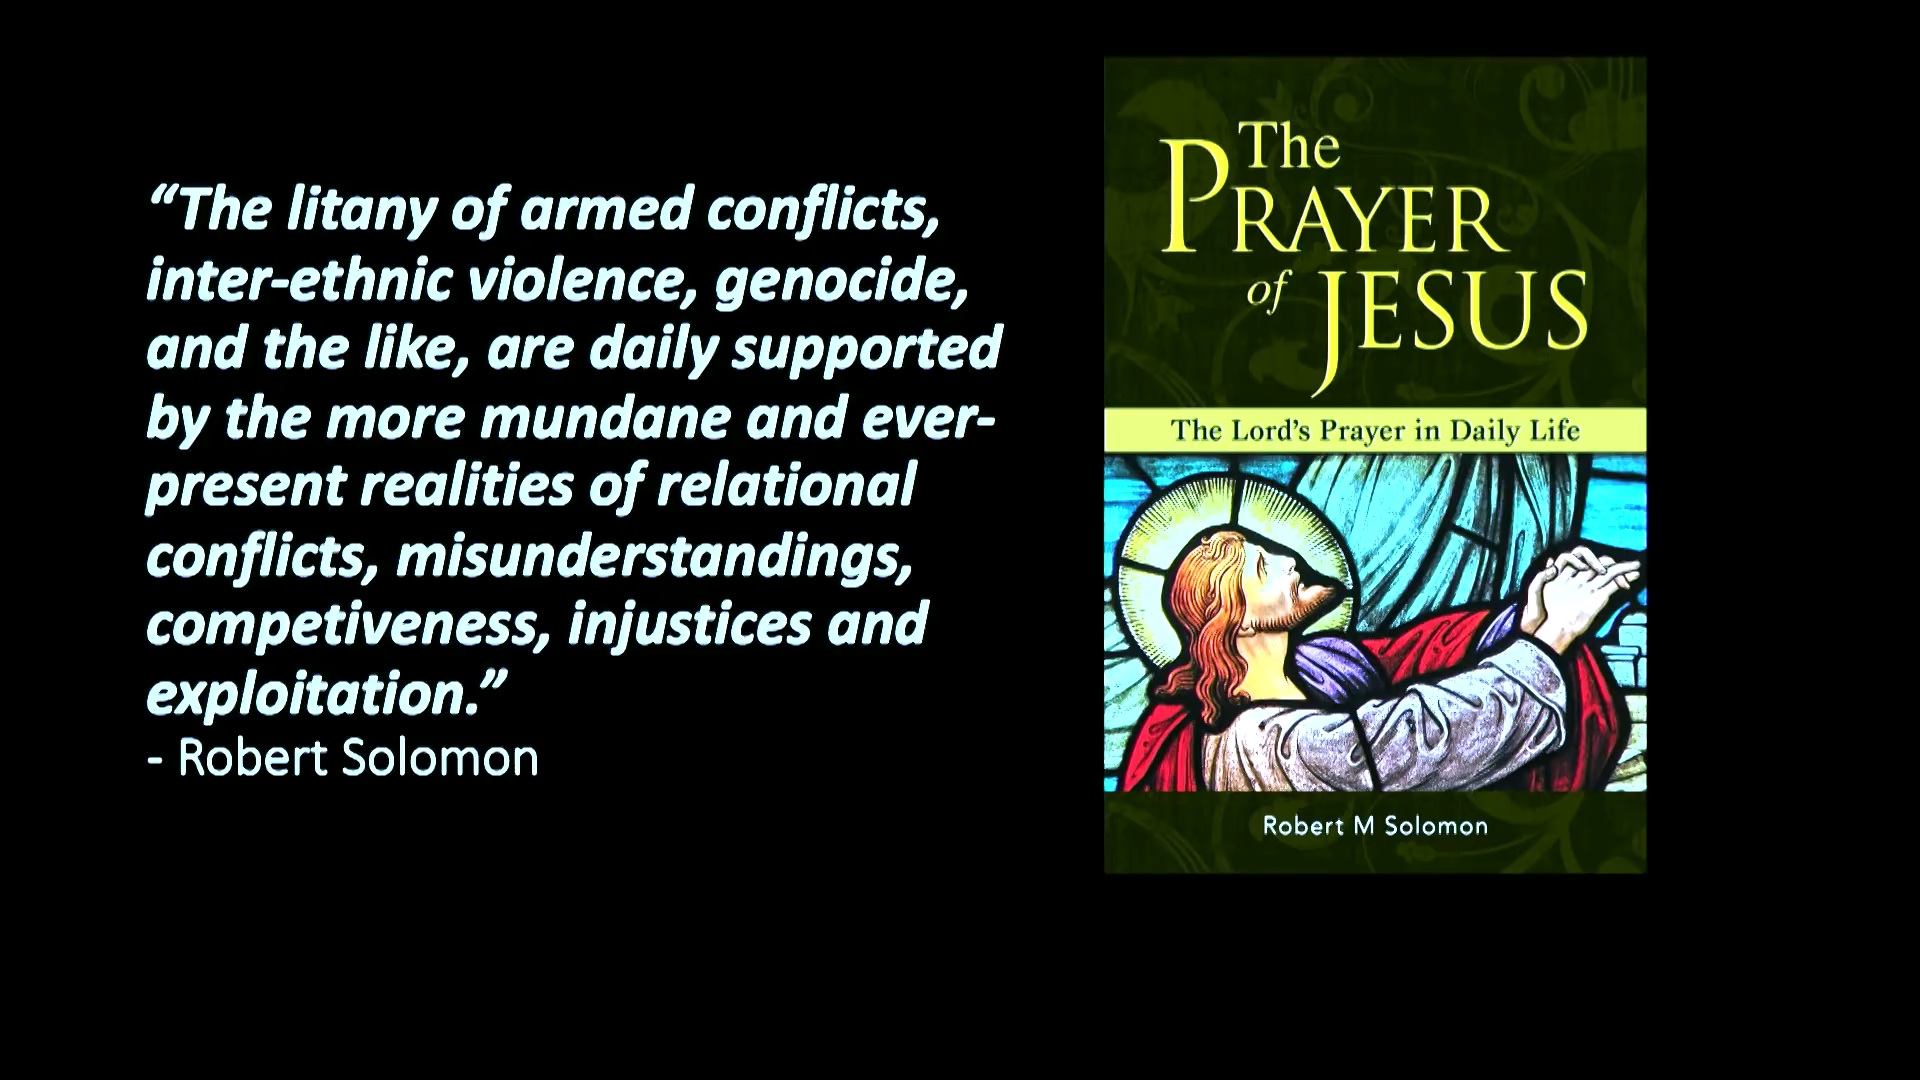 “The litany of armed conflicts,
inter-ethnic violence, genocide,
and the like, are daily supported
by the more mundane and ever-
present realities of relational
conflicts, misunderstandings,
competiveness, injustices and
exploitation.”
- Robert Solomon
The
PRAYER
of JESUS
The Lord’s Prayer in Daily Life
Robert M Solomon